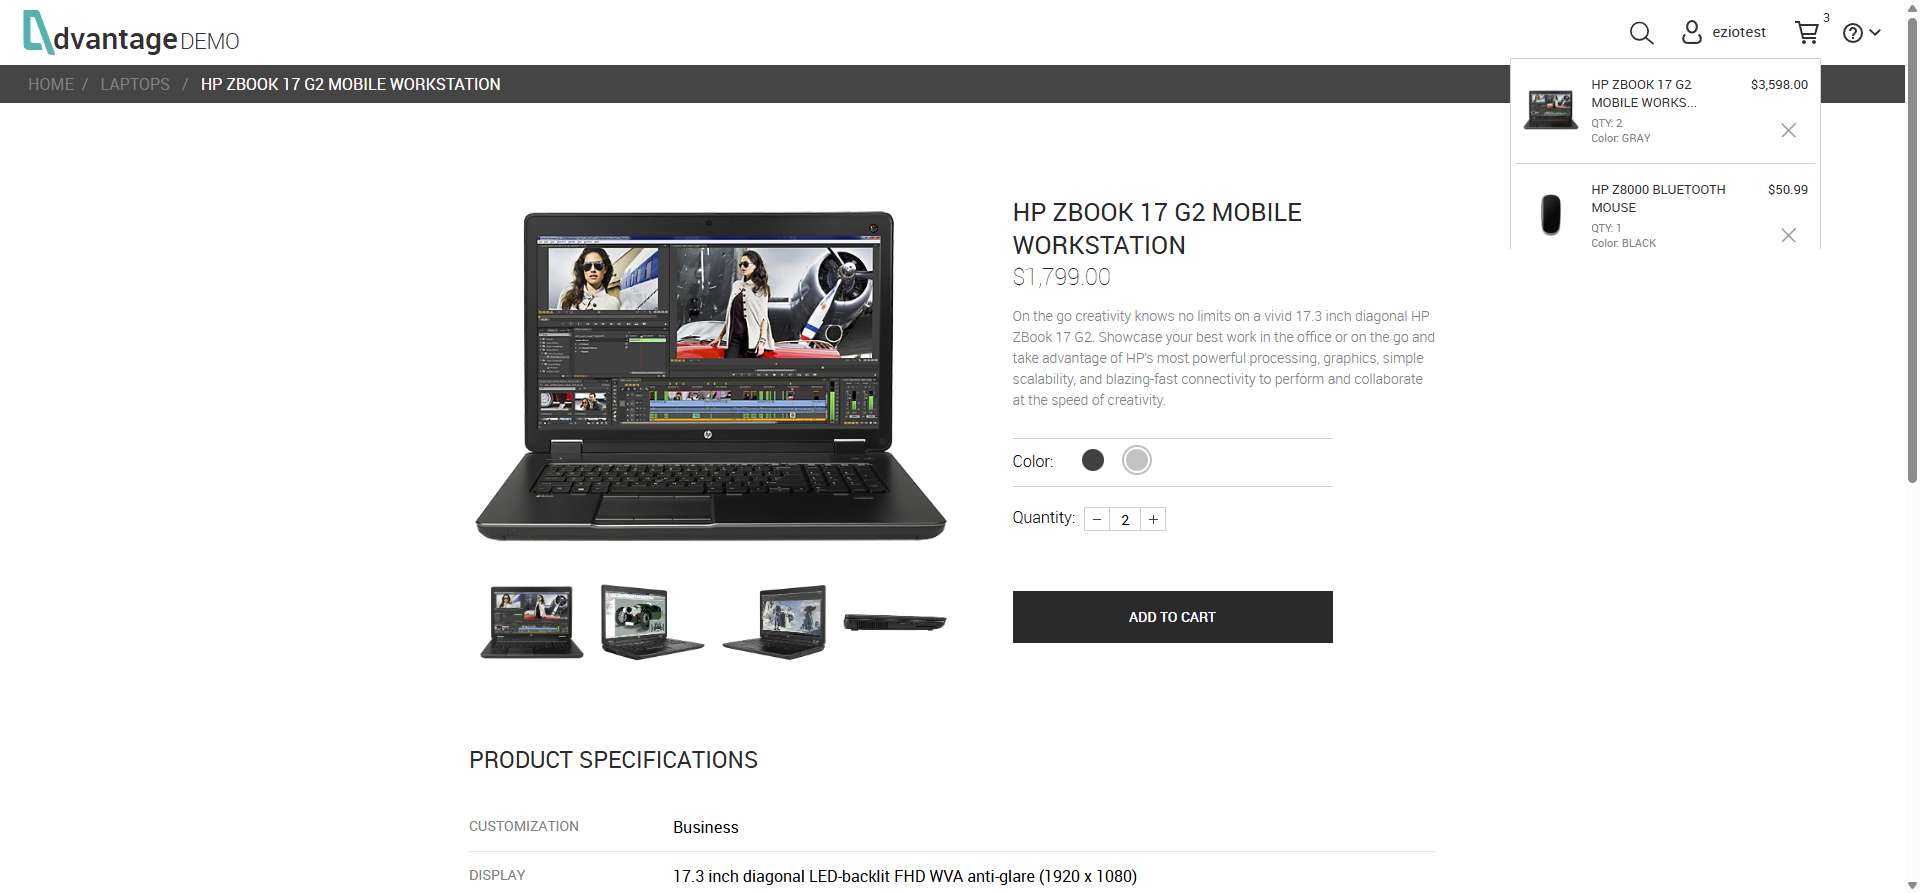 dvantage DEMO
eziotest
3
HOME / LAPTOPS / HP ZBOOK 17 G2 MOBILE WORKSTATION
HP ZBOOK 17 G2 $3,598.00
MOBILE WORKS...
QTY: 2
Color: GRAY
HP Z8000 BLUETOOTH $50.99
MOUSE
QTY: 1
Color: BLACK
HP ZBOOK 17 G2 MOBILE
WORKSTATION
$1,799.00
On the go creativity knows no limits on a vivid 17.3 inch diagonal HP
ZBook 17 G2. Showcase your best work in the office or on the go and
take advantage of HP's most powerful processing, graphics, simple
scalability, and blazing-fast connectivity to perform and collaborate
at the speed of creativity.
Color:
Quantity: − 2 +
ADD TO CART
PRODUCT SPECIFICATIONS
CUSTOMIZATION Business
DISPLAY 17.3 inch diagonal LED-backlit FHD WVA anti-glare (1920 x 1080)